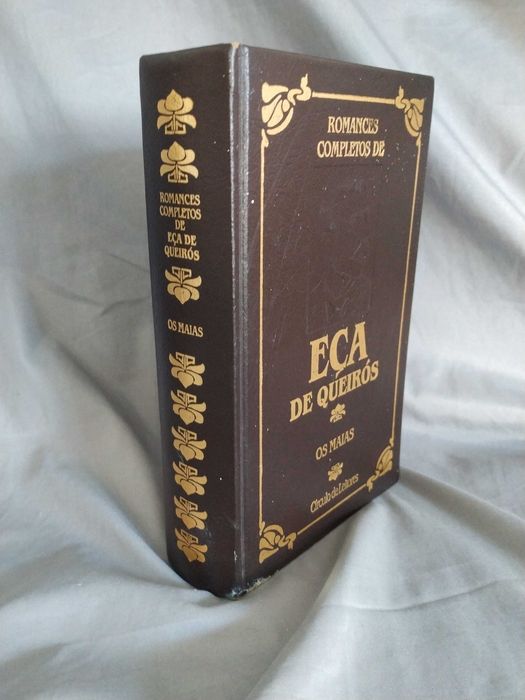 ROMANCES
COMPLETOS
DE
EÇA DE
QUEIRÓS
OS MAIAS
ROMANCES
COMPLETOS DE
EÇA
DE QUEIRÓS
OS MAIAS
Círculo de Leitores